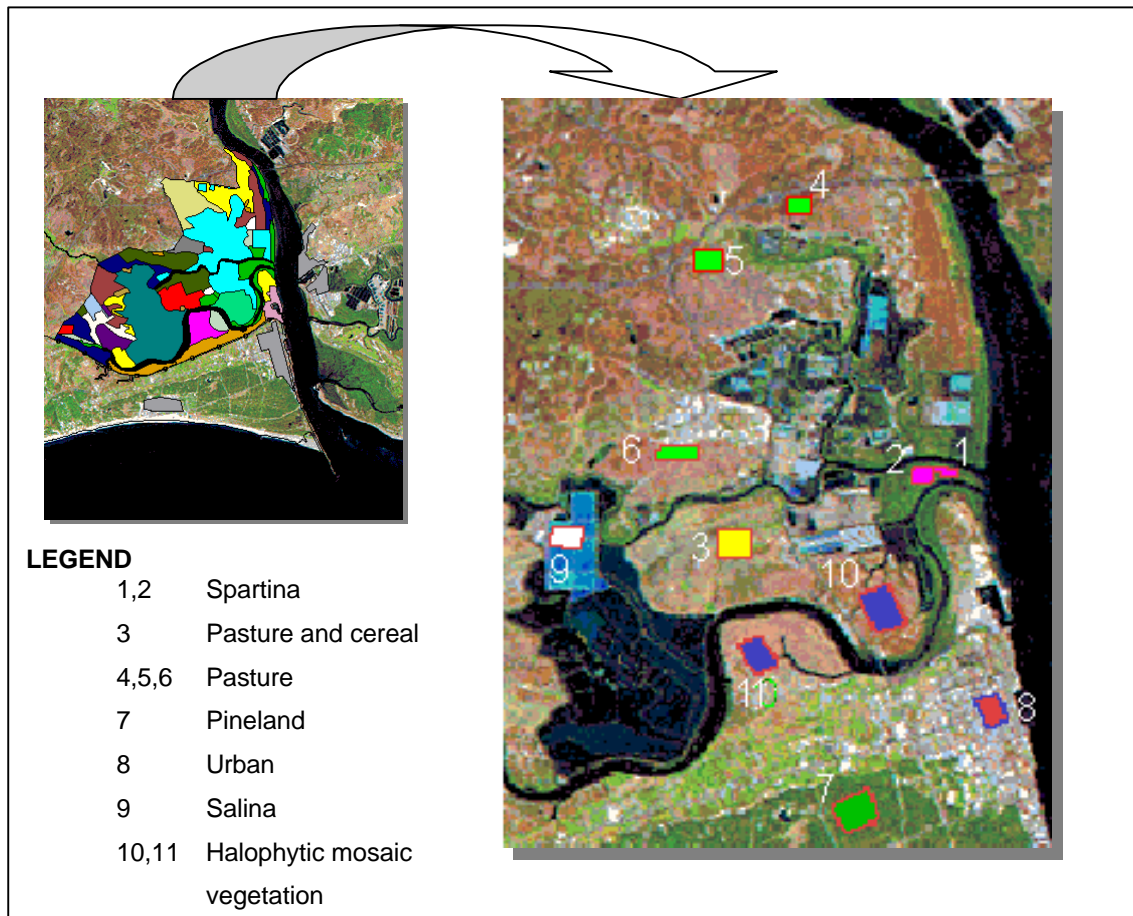 4
5
6
1
2
3
9
10
11
8
7
LEGEND
1,2 Spartina
3 Pasture and cereal
4,5,6 Pasture
7 Pineland
8 Urban
9 Salina
10,11 Halophytic mosaic
vegetation